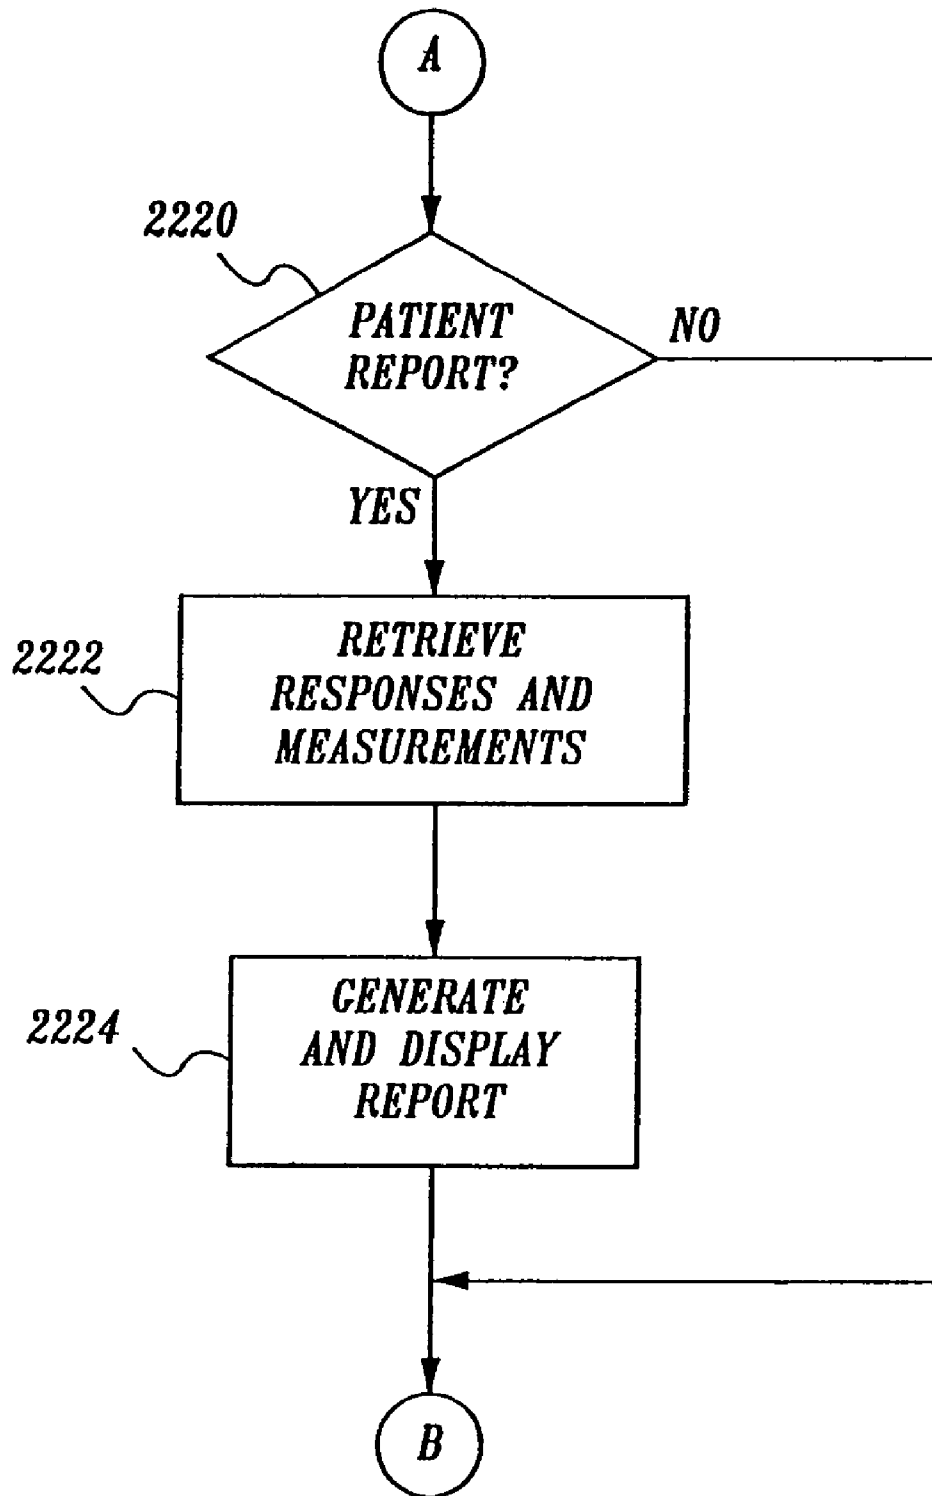 A
2220
PATIENT
REPORT?
NO
YES
2222
RETRIEVE
RESPONSES AND
MEASUREMENTS
2224
GENERATE
AND DISPLAY
REPORT
B